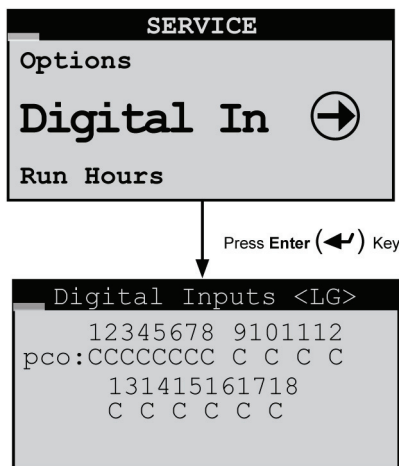 SERVICE
Options
Digital In
Run Hours
Press Enter (↵) Key
Digital Inputs <LG>
12345678 9101112
pco:CCCCCCCC C C C C
131415161718
C C C C C C